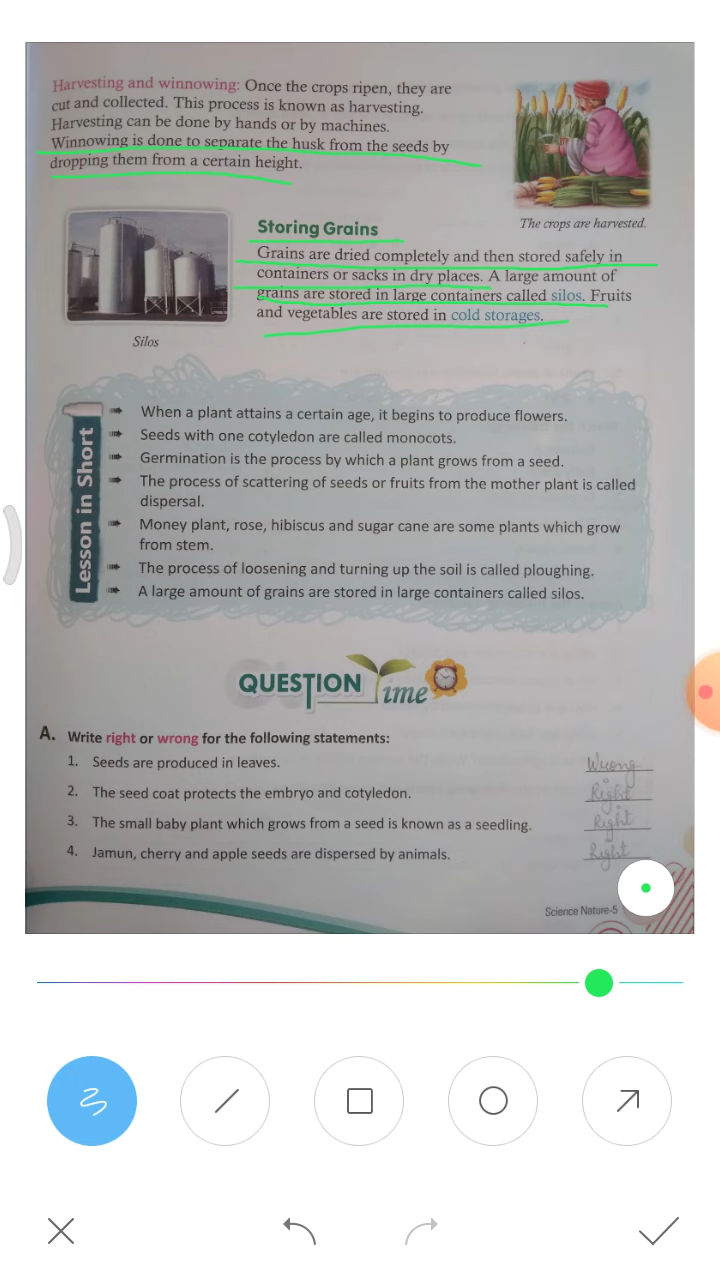 Harvesting and winnowing: Once the crops ripen, they are
cut and collected. This process is known as harvesting.
Harvesting can be done by hands or by machines.
Winnowing is done to separate the husk from the seeds by
dropping them from a certain height.
The crops are harvested.
Storing Grains
Grains are dried completely and then stored safely in
containers or sacks in dry places. A large amount of
grains are stored in large containers called silos. Fruits
and vegetables are stored in cold storages.
Silos
Lesson in Short
When a plant attains a certain age, it begins to produce flowers.
Seeds with one cotyledon are called monocots.
Germination is the process by which a plant grows from a seed.
The process of scattering of seeds or fruits from the mother plant is called
dispersal.
Money plant, rose, hibiscus and sugar cane are some plants which grow
from stem.
The process of loosening and turning up the soil is called ploughing.
A large amount of grains are stored in large containers called silos.
QUESTION Time
A. Write right or wrong for the following statements:
1. Seeds are produced in leaves. Wrong
2. The seed coat protects the embryo and cotyledon. Right
3. The small baby plant which grows from a seed is known as a seedling. Right
4. Jamun, cherry and apple seeds are dispersed by animals. Right
Science Nature-5